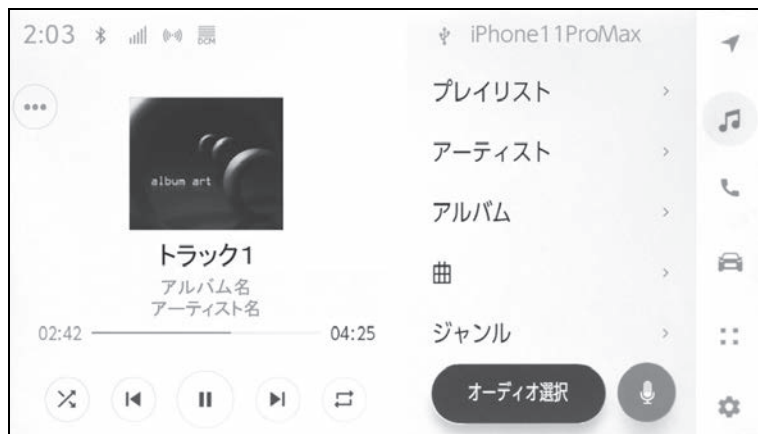 2:03
DCM
iPhone11ProMax
album art
トラック1
アルバム名
アーティスト名
02:42
04:25
プレイリスト
アーティスト
アルバム
曲
ジャンル
オーディオ選択